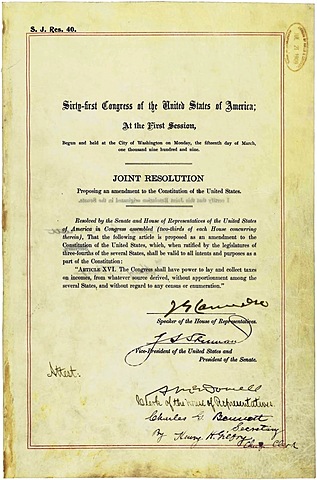 S. J. Res. 40.
Sixty-first Congress of the United States of America;
At the First Session,
Begun and held at the City of Washington on Monday, the fifteenth day of March,
one thousand nine hundred and nine.
JOINT RESOLUTION
Proposing an amendment to the Constitution of the United States.
Resolved by the Senate and House of Representatives of the United States
of America in Congress assembled (two-thirds of each House concurring
therein), That the following article is proposed as an amendment to the
Constitution of the United States, which, when ratified by the legislatures of
three-fourths of the several States, shall be valid to all intents and purposes as a
part of the Constitution:
"ARTICLE XVI. The Congress shall have power to lay and collect taxes
on incomes, from whatever source derived, without apportionment among the
several States, and without regard to any census or enumeration."
J G Cannon
Speaker of the House of Representatives.
J. S. Sherman
Vice-President of the United States and
President of the Senate.
Attest:
A McDowell
Clerk of the House of Representatives.
Charles G. Bennett
Secretary
By Henry H. Gilfry
Chief Clerk